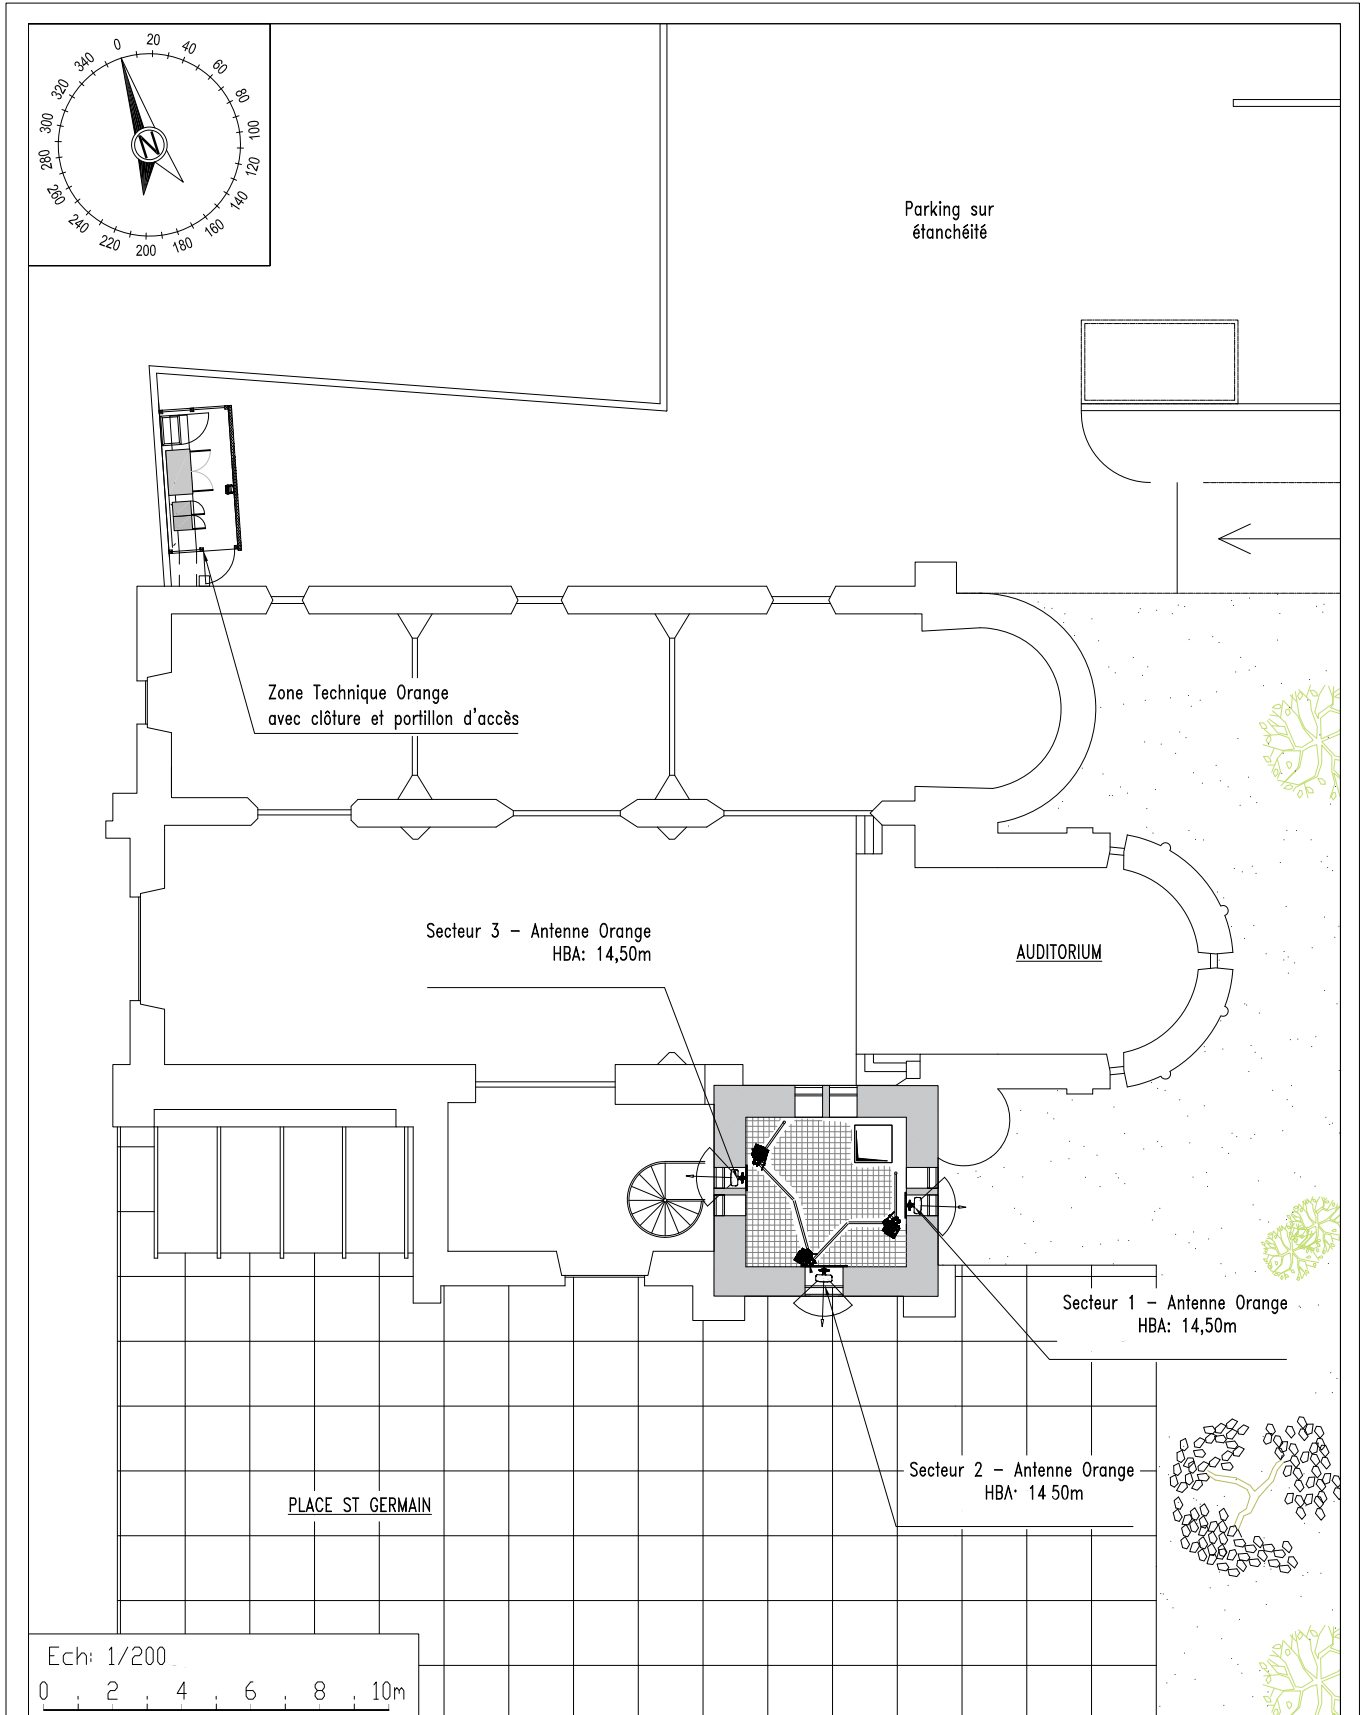 0
20
40
60
80
100
120
140
160
180
200
220
240
260
280
300
320
340
N
Parking sur
étanchéité
Zone Technique Orange
avec clôture et portillon d'accès
Secteur 3 – Antenne Orange
HBA: 14,50m
AUDITORIUM
Secteur 1 – Antenne Orange
HBA: 14,50m
Secteur 2 – Antenne Orange
HBA: 14 50m
PLACE ST GERMAIN
Ech: 1/200
0 2 4 6 8 10m